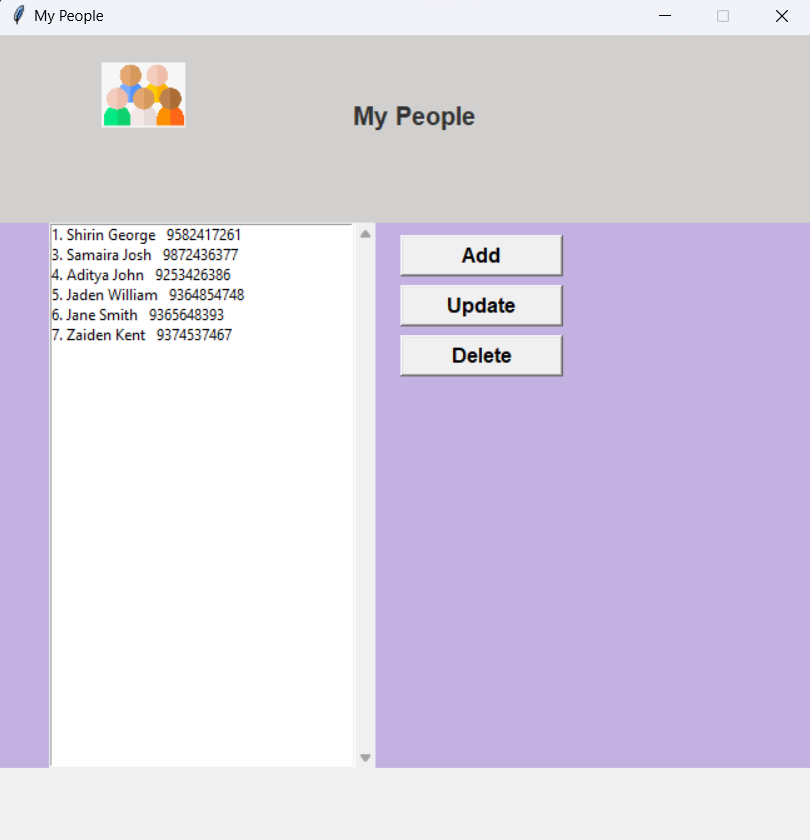 My People
My People
1. Shirin George   9582417261
3. Samaira Josh   9872436377
4. Aditya John   9253426386
5. Jaden William   9364854748
6. Jane Smith   9365648393
7. Zaiden Kent   9374537467
Add
Update
Delete